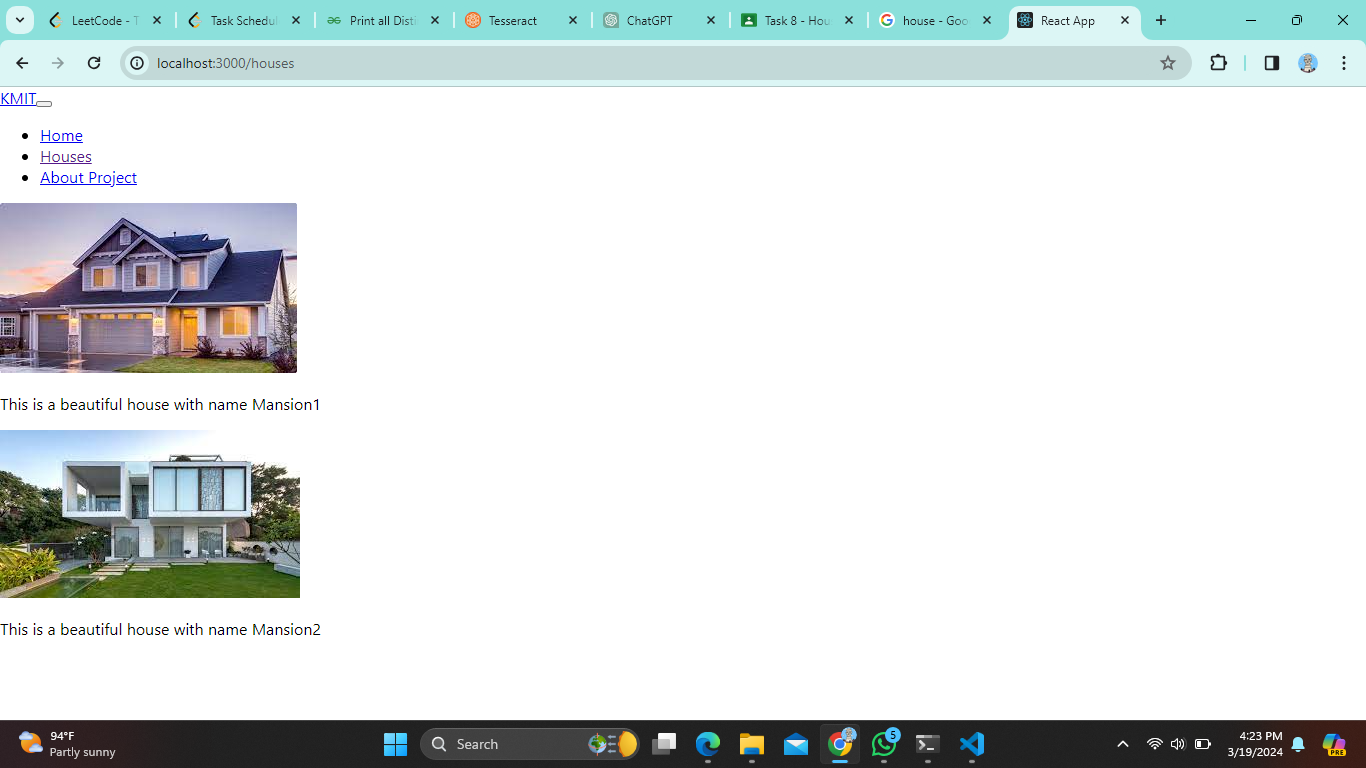 LeetCode - T
Task Schedul
Print all Disti
Tesseract
ChatGPT
Task 8 - Hou
house - Goo
React App
localhost:3000/houses
KMIT
Home
Houses
About Project
This is a beautiful house with name Mansion1
This is a beautiful house with name Mansion2
94°F
Partly sunny
Search
5
4:23 PM
3/19/2024
PRE